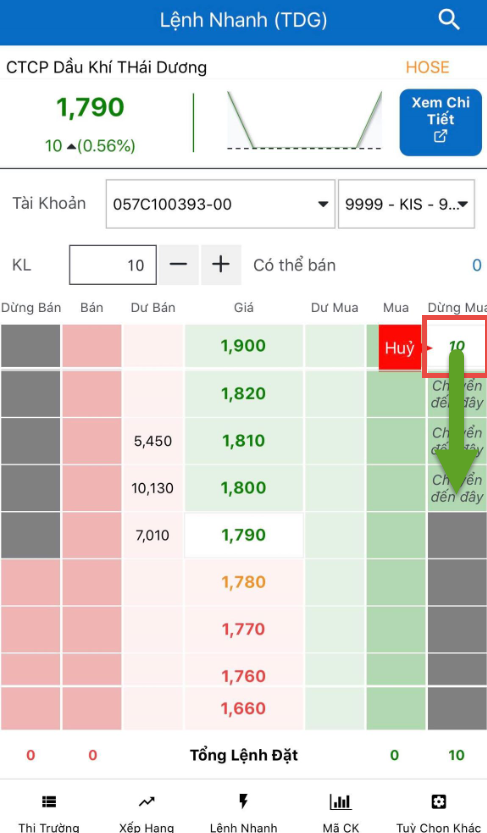 Lệnh Nhanh (TDG)
CTCP Dầu Khí THái Dương
HOSE
1,790
10 (0.56%)
Xem Chi
Tiết
Tài Khoản
057C100393-00
9999 - KIS - 9...
KL
10
Có thể bán
0
Dừng Bán Bán Dư Bán Giá Dư Mua Mua Dừng Mua
1,900 Huỷ 10
1,820 Chuyển
đến đây
5,450 1,810 Chuyển
đến đây
10,130 1,800 Chuyển
đến đây
7,010 1,790
1,780
1,770
1,760
1,660
0 0 Tổng Lệnh Đặt 0 10
Thị Trường Xếp Hạng Lệnh Nhanh Mã CK Tuỳ Chọn Khác